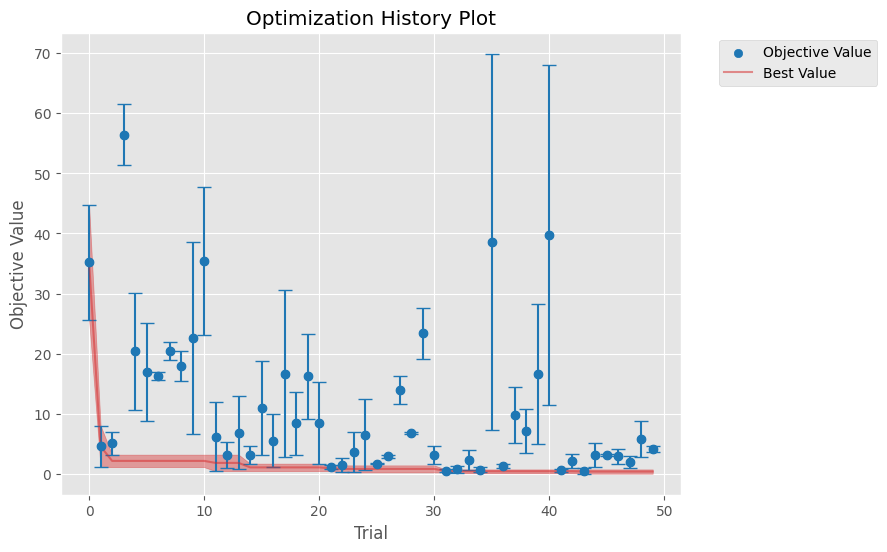 Optimization History Plot
Objective Value
Best Value
Objective Value
70
60
50
40
30
20
10
0
0 10 20 30 40 50
Trial